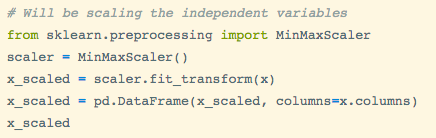 # Will be scaling the independent variables
from sklearn.preprocessing import MinMaxScaler
scaler = MinMaxScaler()
x_scaled = scaler.fit_transform(x)
x_scaled = pd.DataFrame(x_scaled, columns=x.columns)
x_scaled